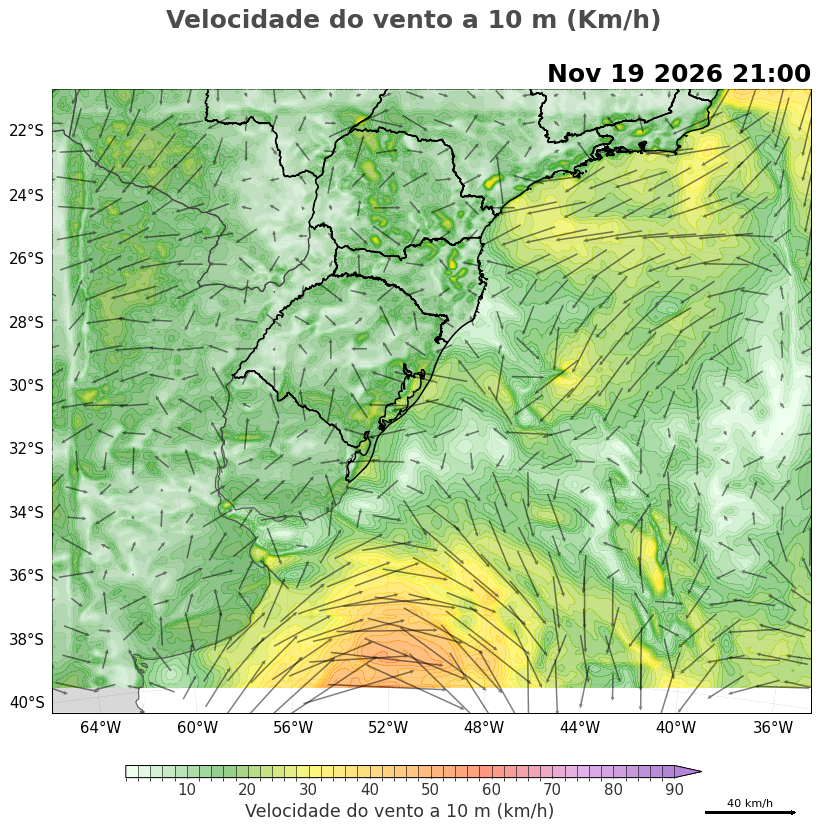 Velocidade do vento a 10 m (Km/h)
Nov 19 2026 21:00
22°S
24°S
26°S
28°S
30°S
32°S
34°S
36°S
38°S
40°S
64°W 60°W 56°W 52°W 48°W 44°W 40°W 36°W
10 20 30 40 50 60 70 80 90
Velocidade do vento a 10 m (km/h)
40 km/h